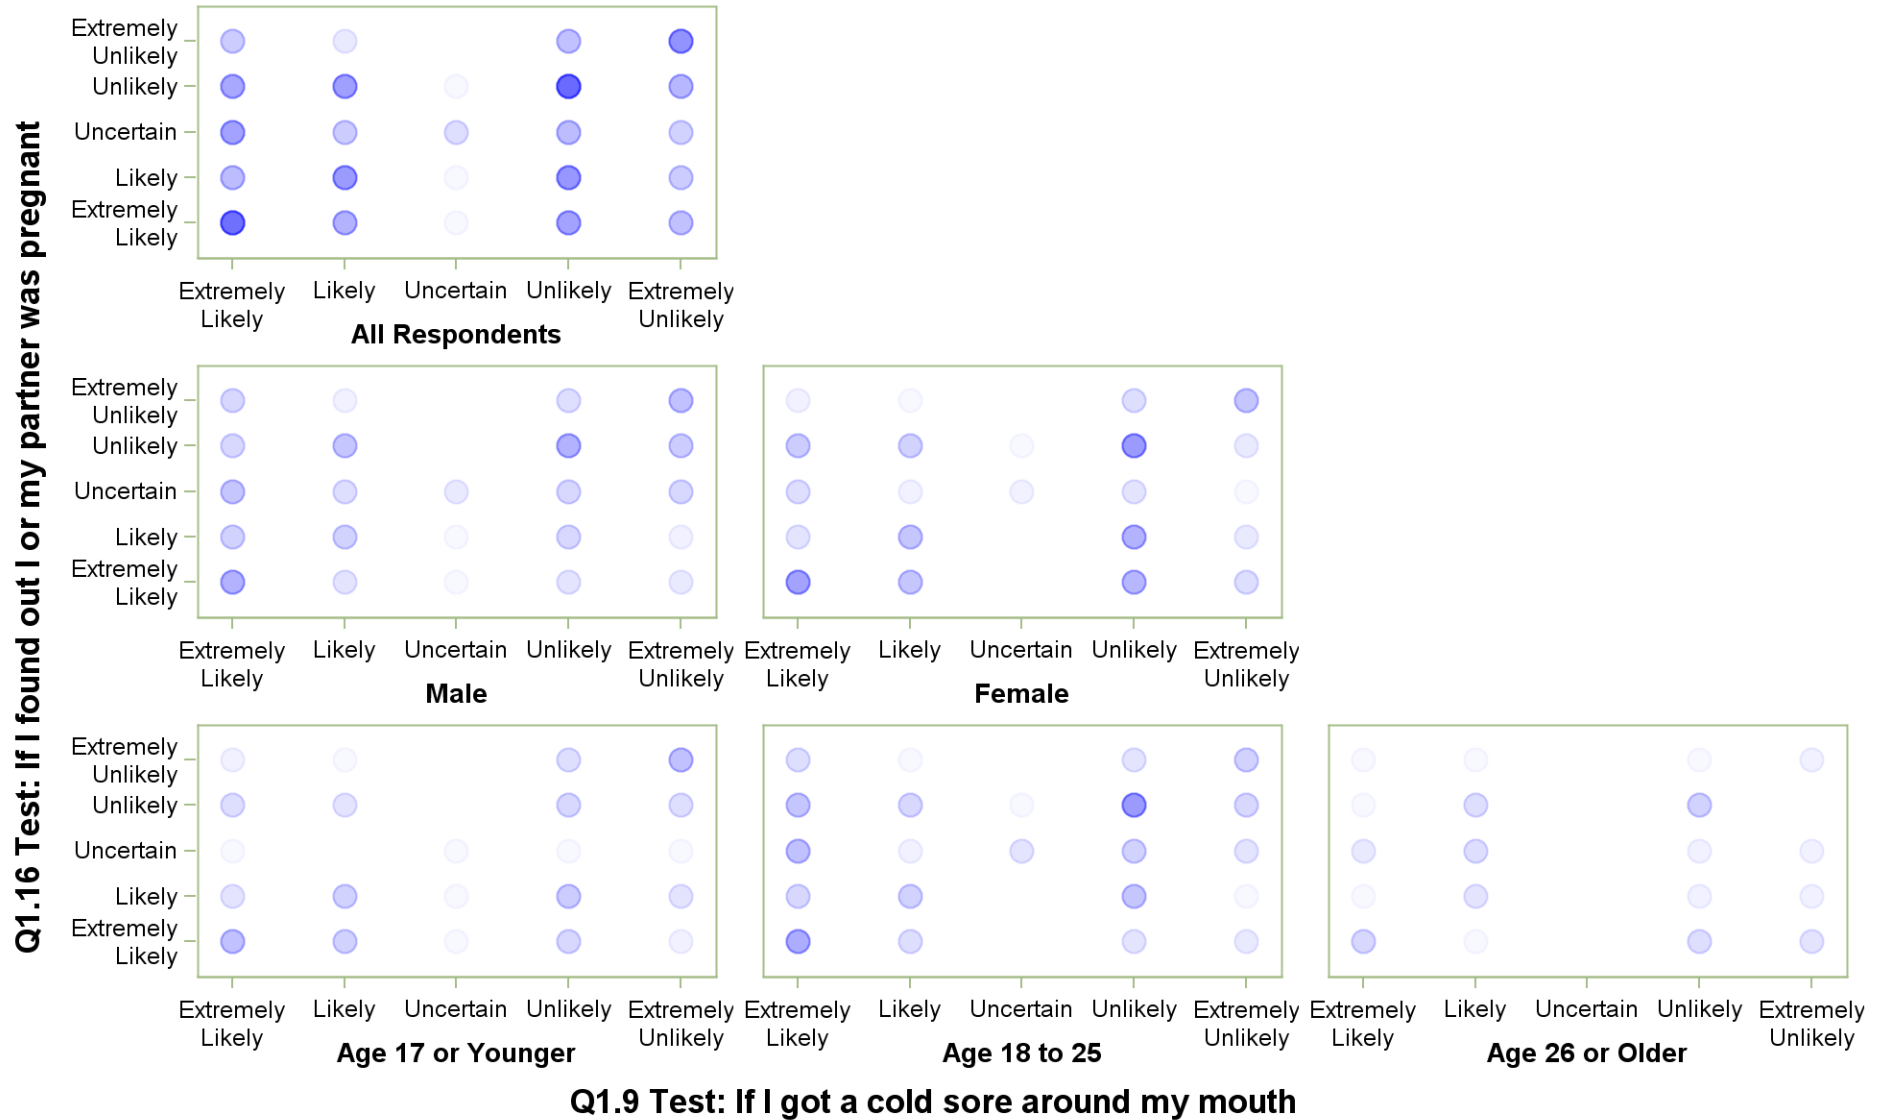 Q1.16 Test: If I found out I or my partner was pregnant
Extremely
Unlikely
Unlikely
Uncertain
Likely
Extremely
Likely
Extremely Likely Uncertain Unlikely Extremely
Likely Unlikely
All Respondents
Extremely
Unlikely
Unlikely
Uncertain
Likely
Extremely
Likely
Extremely Likely Uncertain Unlikely Extremely
Likely Unlikely
Male
Extremely Likely Uncertain Unlikely Extremely
Likely Unlikely
Female
Extremely
Unlikely
Unlikely
Uncertain
Likely
Extremely
Likely
Extremely Likely Uncertain Unlikely Extremely
Likely Unlikely
Age 17 or Younger
Extremely Likely Uncertain Unlikely Extremely
Likely Unlikely
Age 18 to 25
Extremely Likely Uncertain Unlikely Extremely
Likely Unlikely
Age 26 or Older
Q1.9 Test: If I got a cold sore around my mouth